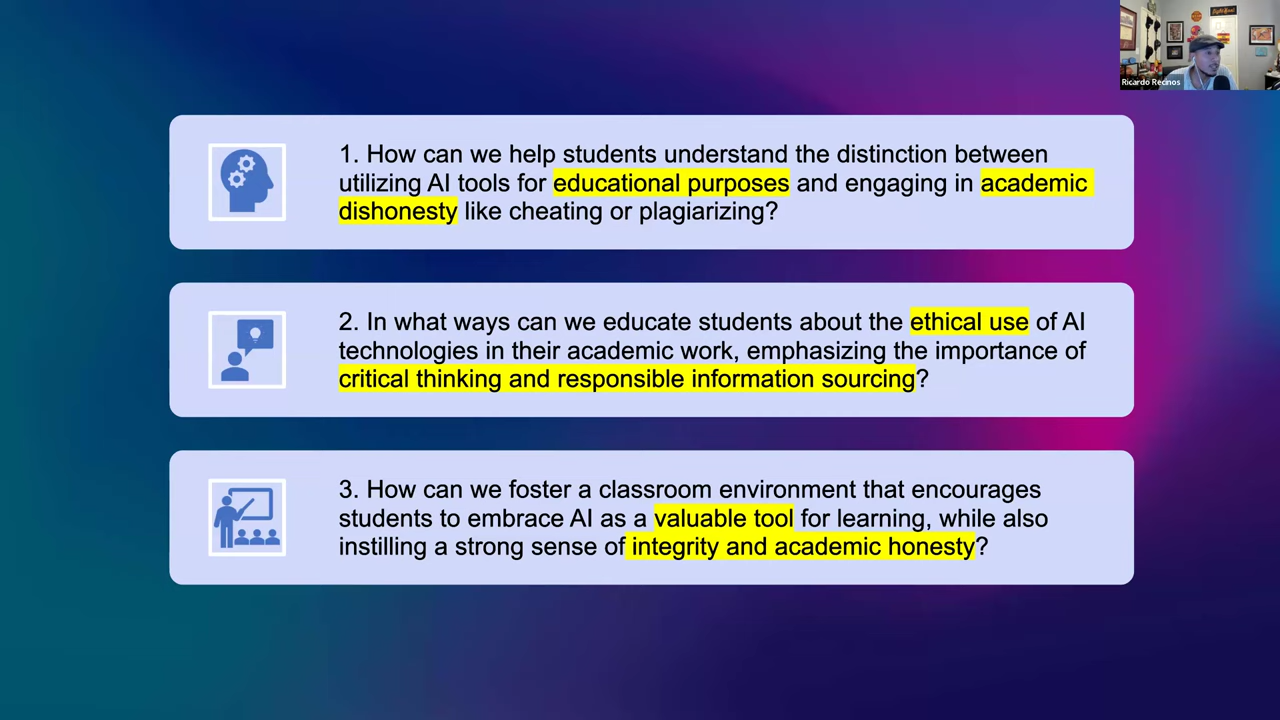 Ricardo Recinos
1. How can we help students understand the distinction between
utilizing AI tools for educational purposes and engaging in academic
dishonesty like cheating or plagiarizing?
2. In what ways can we educate students about the ethical use of AI
technologies in their academic work, emphasizing the importance of
critical thinking and responsible information sourcing?
3. How can we foster a classroom environment that encourages
students to embrace AI as a valuable tool for learning, while also
instilling a strong sense of integrity and academic honesty?